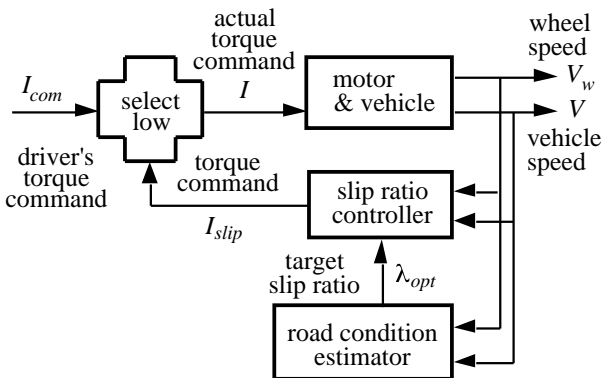 actual
torque
command
I
I_com
select
low
driver's
torque
command
motor
& vehicle
wheel
speed
V_w
V
vehicle
speed
torque
command
I_slip
slip ratio
controller
target
slip ratio
λ_opt
road condition
estimator